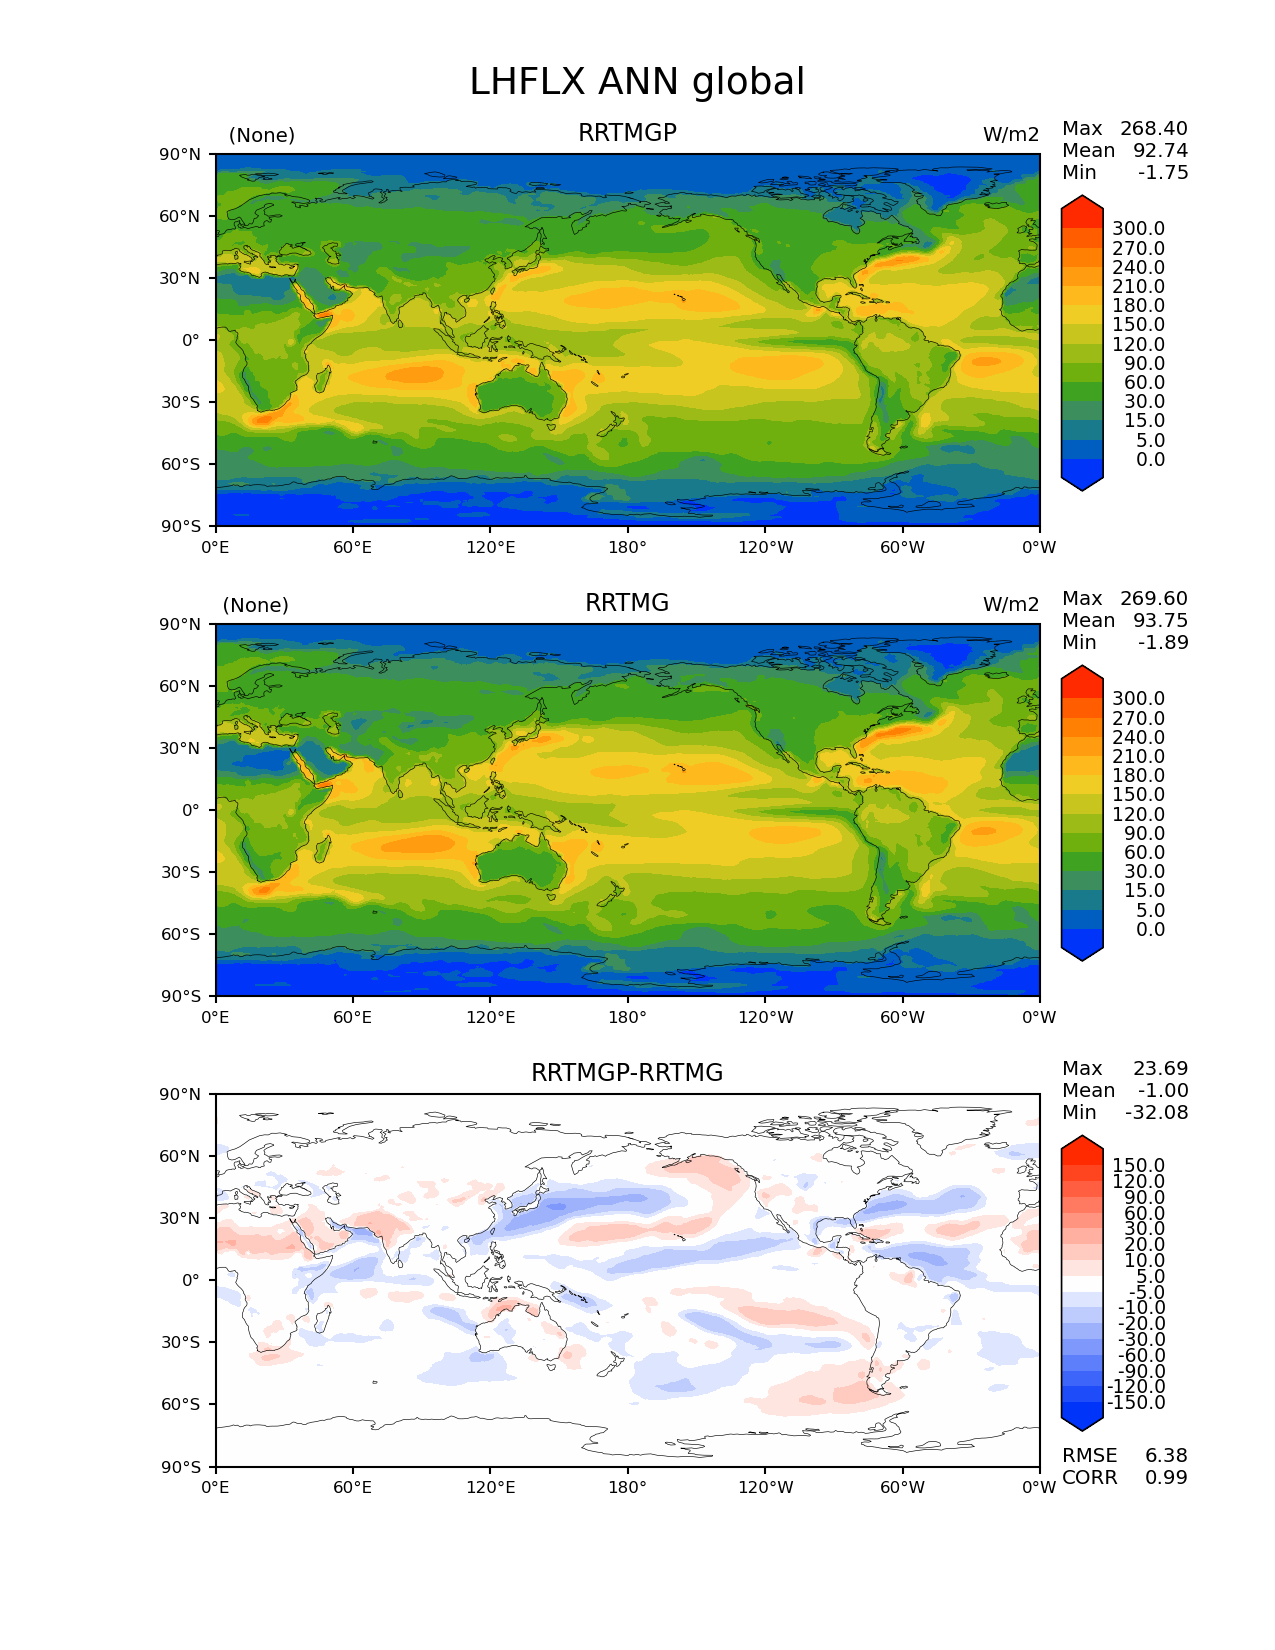 LHFLX ANN global
(None) RRTMGP W/m2
Max 268.40
Mean 92.74
Min -1.75
90°N
60°N
30°N
0°
30°S
60°S
90°S
0°E 60°E 120°E 180° 120°W 60°W 0°W
300.0
270.0
240.0
210.0
180.0
150.0
120.0
90.0
60.0
30.0
15.0
5.0
0.0
(None) RRTMG W/m2
Max 269.60
Mean 93.75
Min -1.89
90°N
60°N
30°N
0°
30°S
60°S
90°S
0°E 60°E 120°E 180° 120°W 60°W 0°W
300.0
270.0
240.0
210.0
180.0
150.0
120.0
90.0
60.0
30.0
15.0
5.0
0.0
RRTMGP-RRTMG
Max 23.69
Mean -1.00
Min -32.08
90°N
60°N
30°N
0°
30°S
60°S
90°S
0°E 60°E 120°E 180° 120°W 60°W 0°W
150.0
120.0
90.0
60.0
30.0
20.0
10.0
5.0
-5.0
-10.0
-20.0
-30.0
-60.0
-90.0
-120.0
-150.0
RMSE 6.38
CORR 0.99